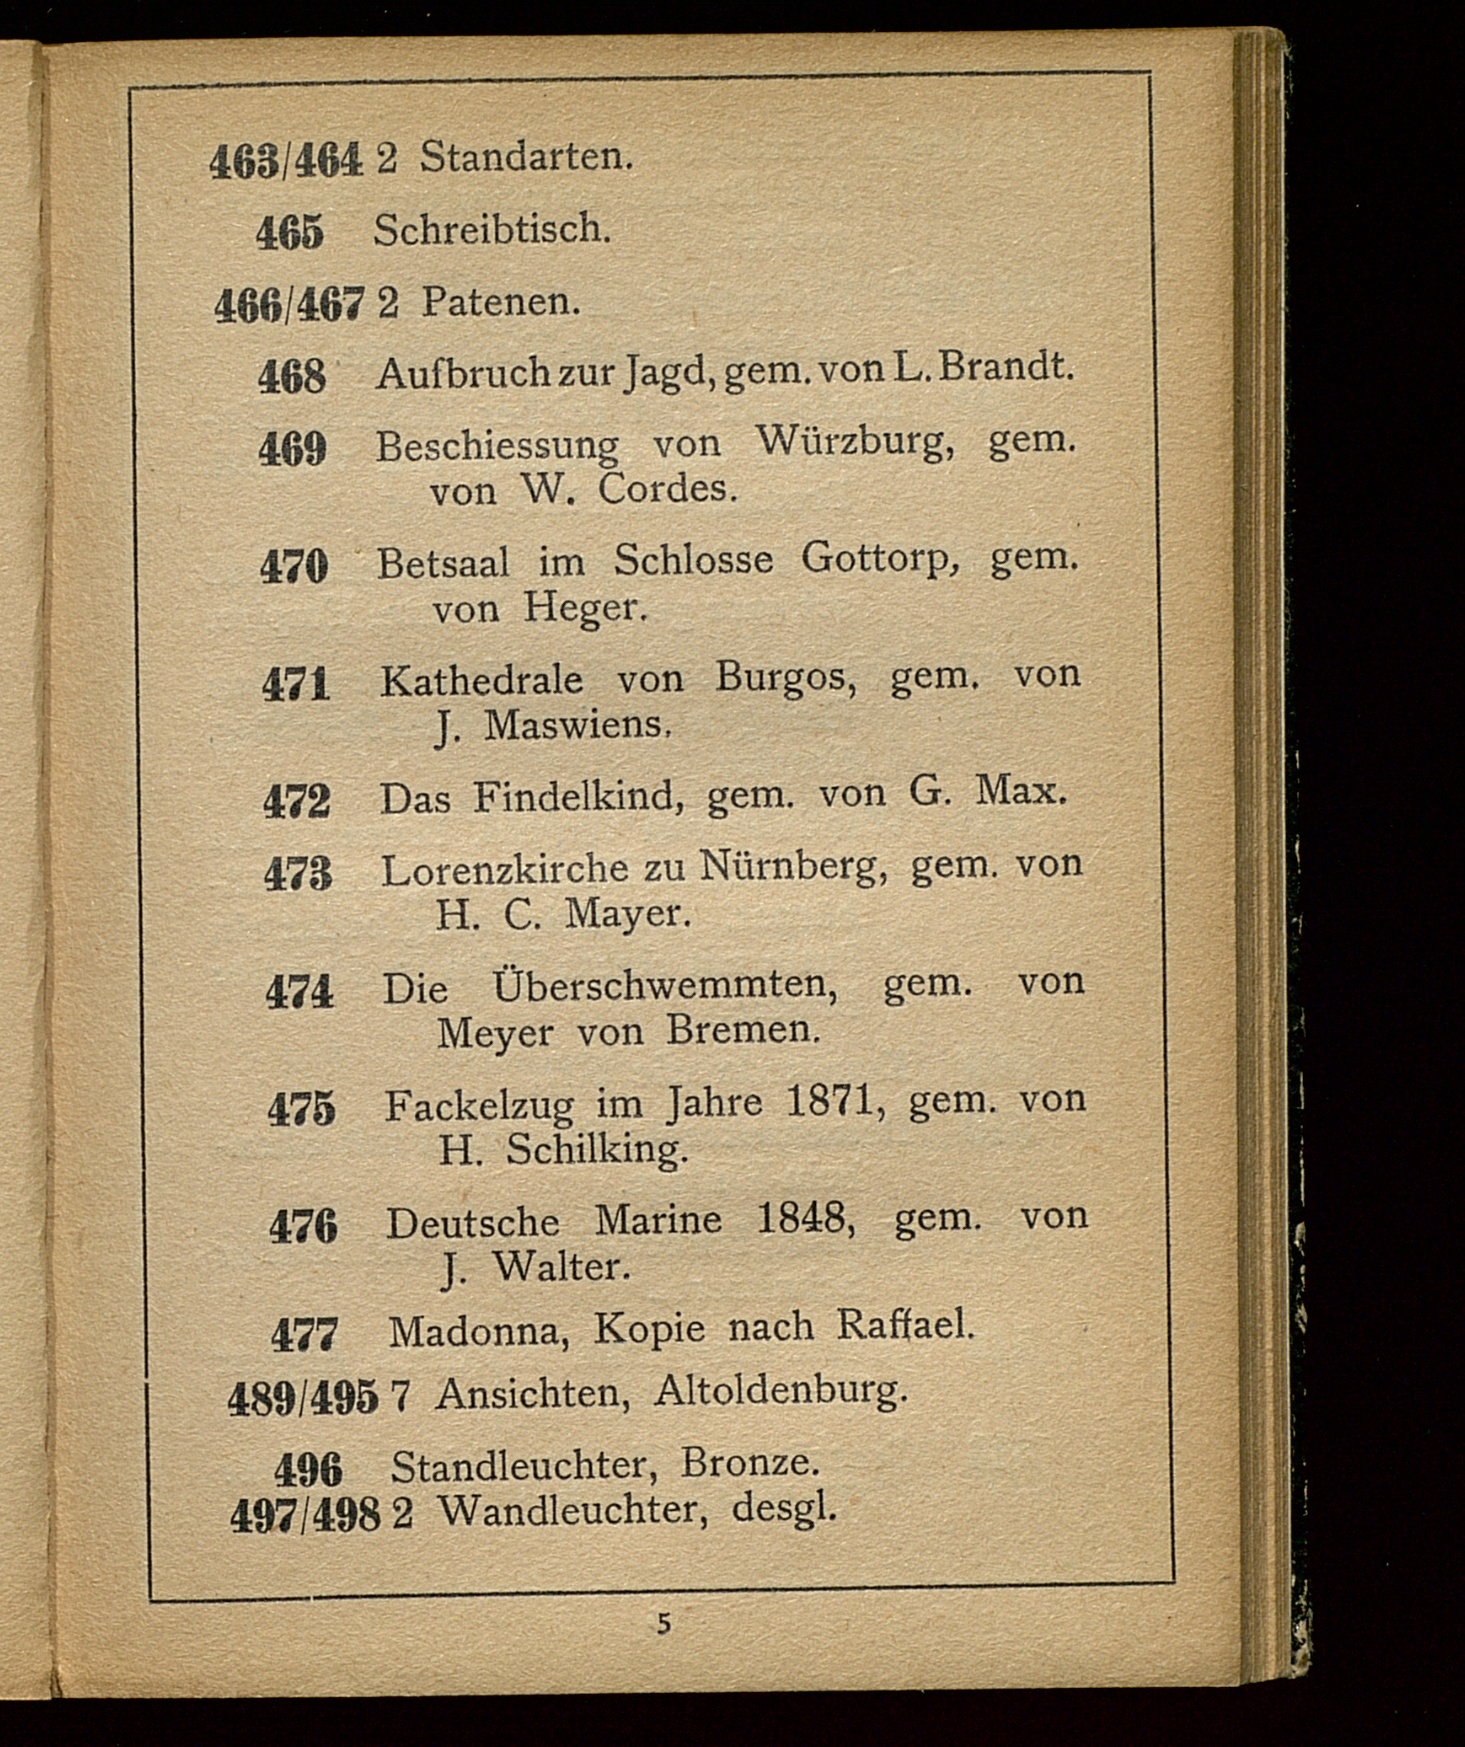 463/464 2 Standarten.
465 Schreibtisch.
466/467 2 Patenen.
468 Aufbruch zur Jagd, gem. von L. Brandt.
469 Beschiessung von Würzburg, gem.
von W. Cordes.
470 Betsaal im Schlosse Gottorp, gem.
von Heger.
471 Kathedrale von Burgos, gem. von
J. Maswiens.
472 Das Findelkind, gem. von G. Max.
473 Lorenzkirche zu Nürnberg, gem. von
H. C. Mayer.
474 Die Überschwemmten, gem. von
Meyer von Bremen.
475 Fackelzug im Jahre 1871, gem. von
H. Schilking.
476 Deutsche Marine 1848, gem. von
J. Walter.
477 Madonna, Kopie nach Raffael.
489/495 7 Ansichten, Altoldenburg.
496 Standleuchter, Bronze.
497/498 2 Wandleuchter, desgl.
5